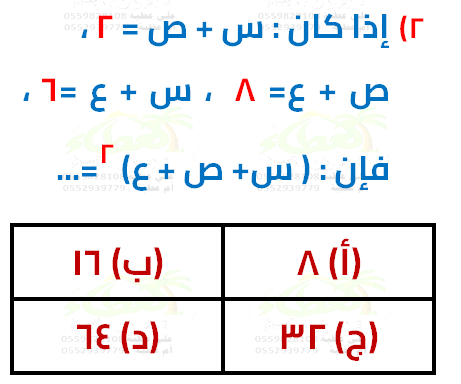 ٢) إذا كان : س + ص = ٢ ،
ص + ع= ٨ ، س + ع =٦ ،
فإن : ( س+ ص + ع)٢ =...
(أ) ٨
(ب) ١٦
(ج) ٣٢
(د) ٦٤